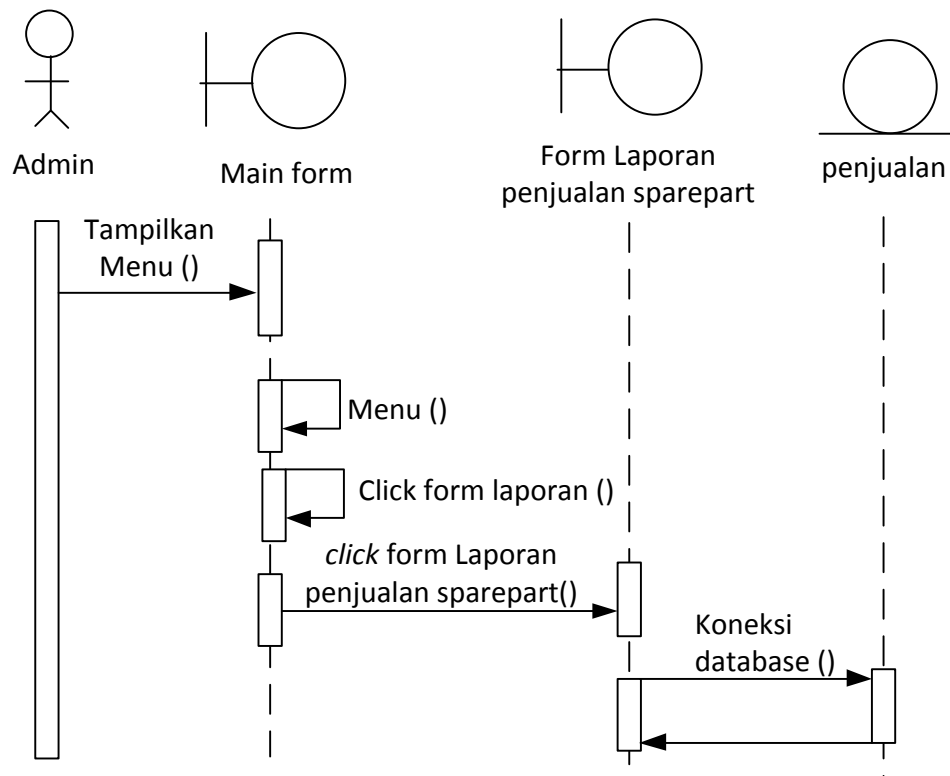 Admin
Main form
Form Laporan
penjualan sparepart
penjualan
Tampilkan
Menu ()
Menu ()
Click form laporan ()
click form Laporan
penjualan sparepart()
Koneksi
database ()